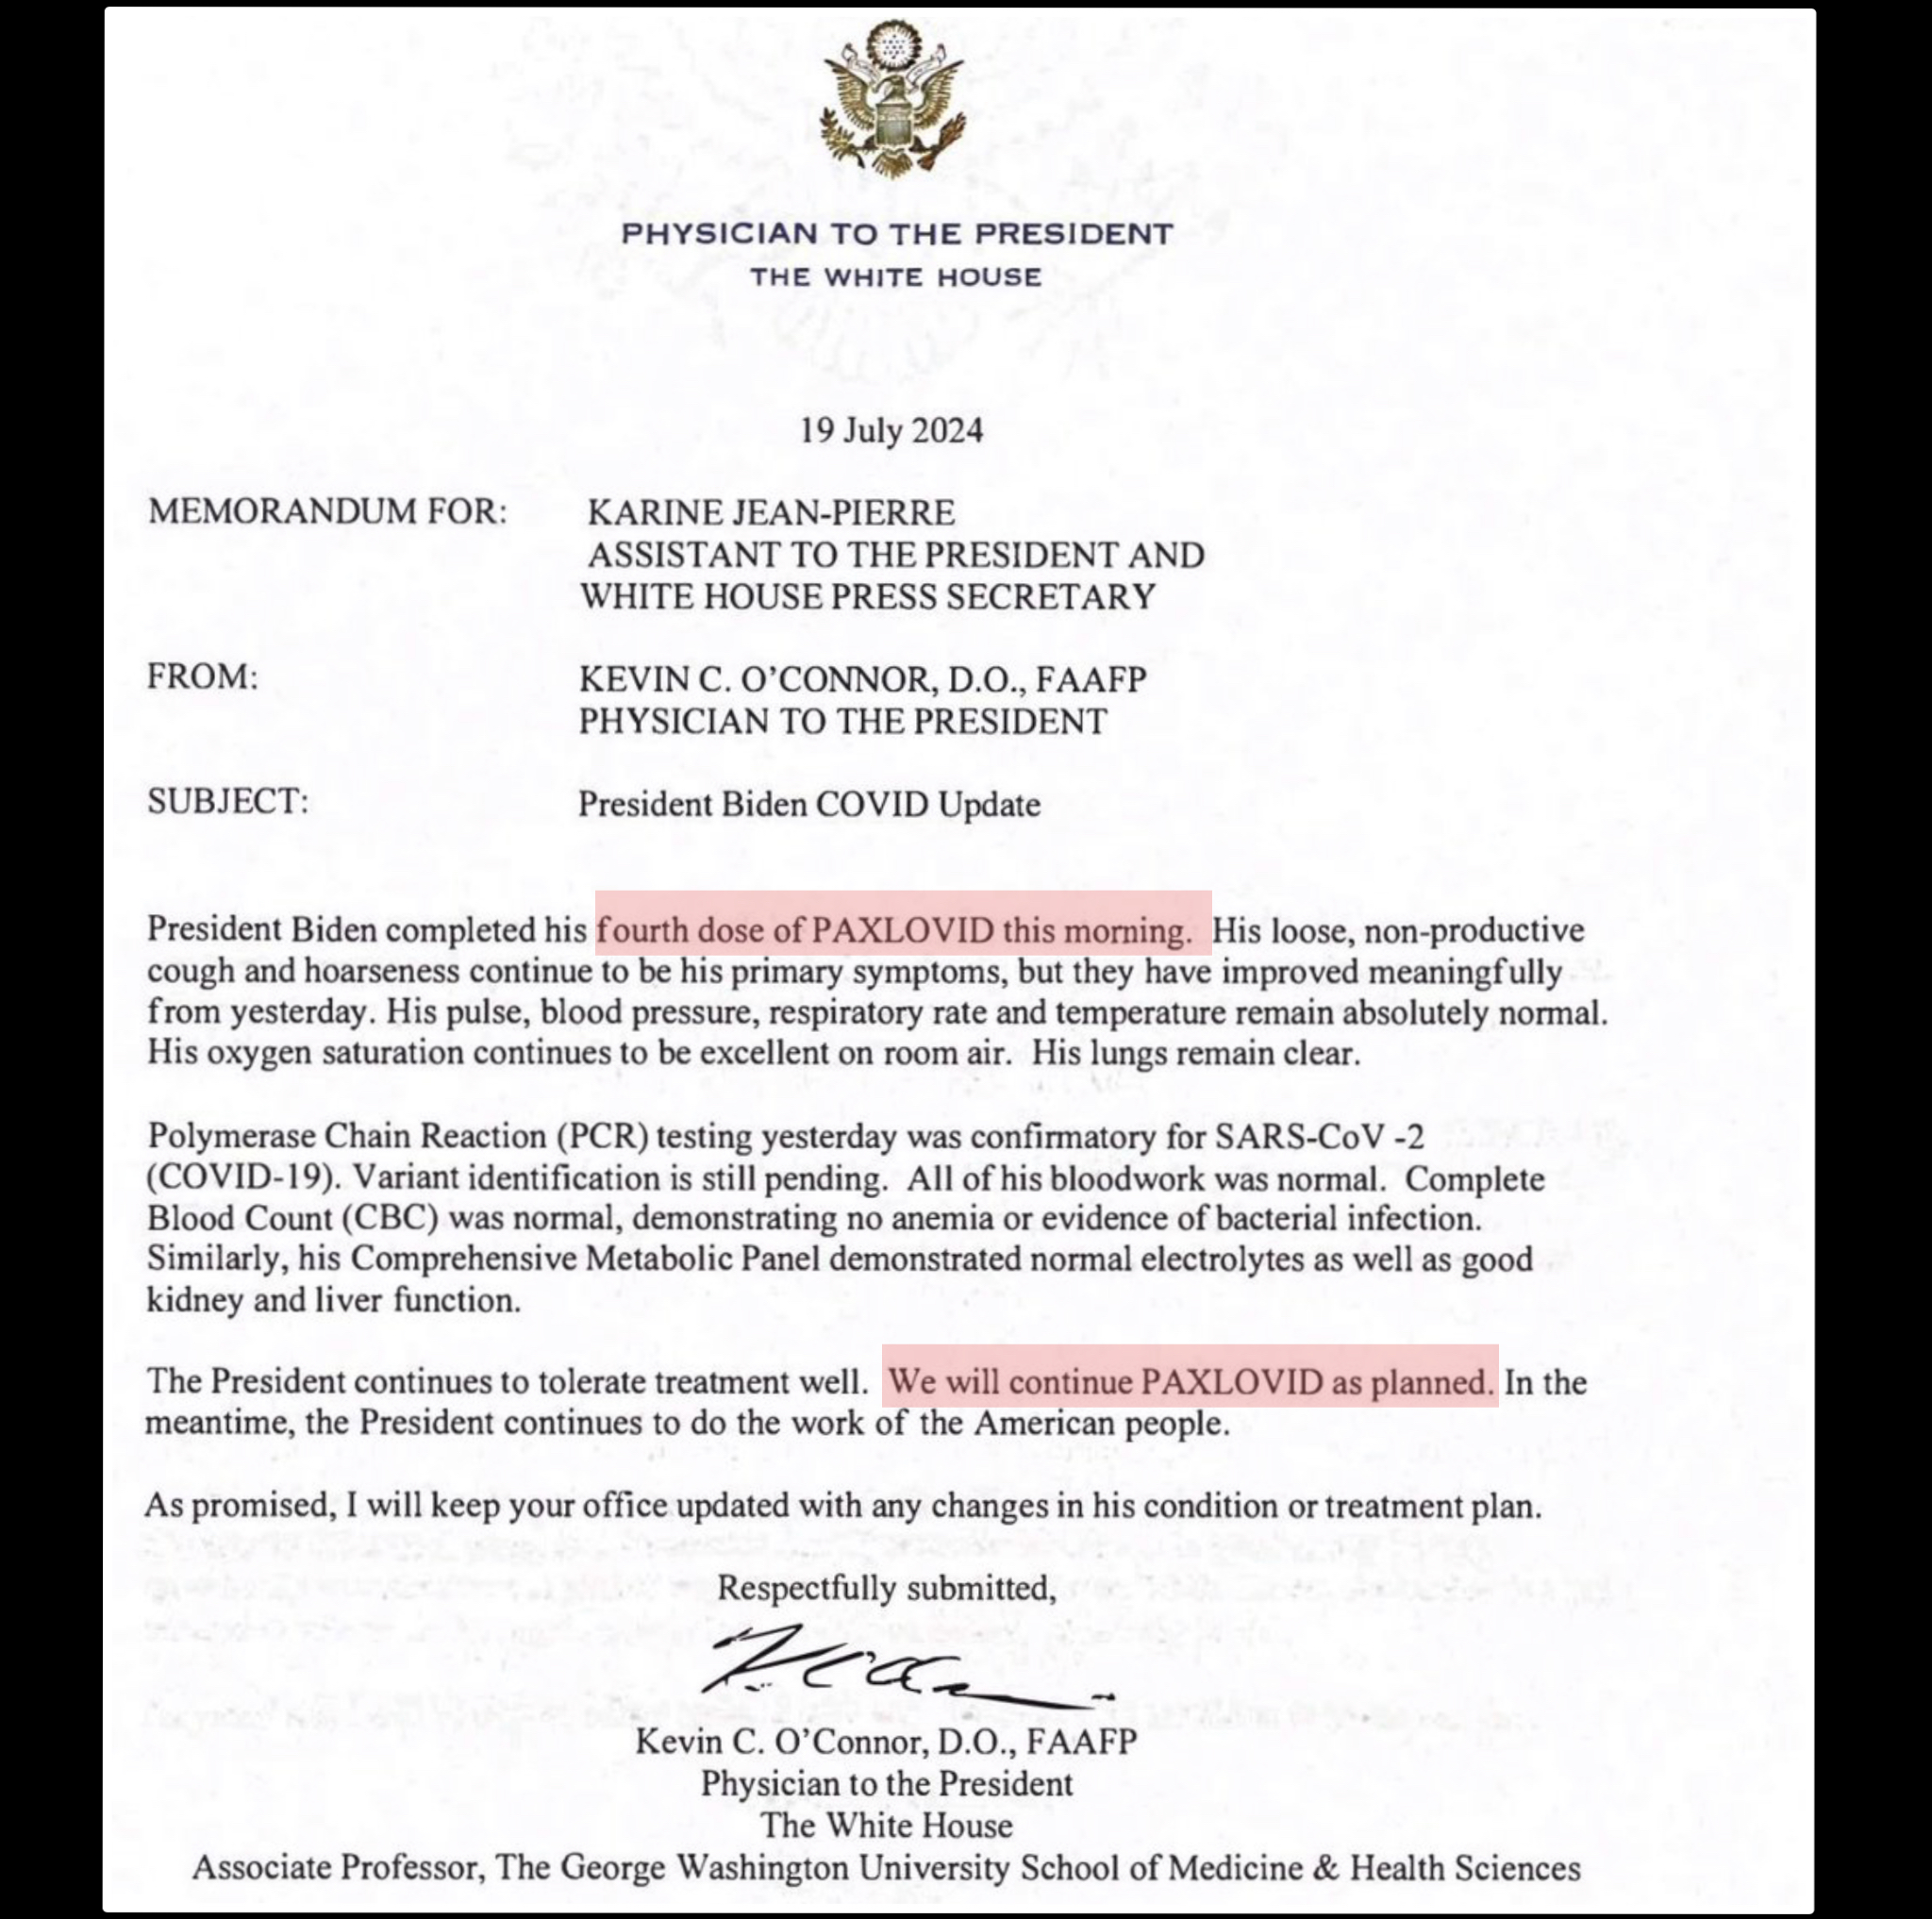 PHYSICIAN TO THE PRESIDENT
THE WHITE HOUSE
19 July 2024
MEMORANDUM FOR: KARINE JEAN-PIERRE
ASSISTANT TO THE PRESIDENT AND
WHITE HOUSE PRESS SECRETARY
FROM: KEVIN C. O’CONNOR, D.O., FAAFP
PHYSICIAN TO THE PRESIDENT
SUBJECT: President Biden COVID Update
President Biden completed his fourth dose of PAXLOVID this morning. His loose, non-productive
cough and hoarseness continue to be his primary symptoms, but they have improved meaningfully
from yesterday. His pulse, blood pressure, respiratory rate and temperature remain absolutely normal.
His oxygen saturation continues to be excellent on room air. His lungs remain clear.
Polymerase Chain Reaction (PCR) testing yesterday was confirmatory for SARS-CoV -2
(COVID-19). Variant identification is still pending. All of his bloodwork was normal. Complete
Blood Count (CBC) was normal, demonstrating no anemia or evidence of bacterial infection.
Similarly, his Comprehensive Metabolic Panel demonstrated normal electrolytes as well as good
kidney and liver function.
The President continues to tolerate treatment well. We will continue PAXLOVID as planned. In the
meantime, the President continues to do the work of the American people.
As promised, I will keep your office updated with any changes in his condition or treatment plan.
Respectfully submitted,
Kevin C. O’Connor, D.O., FAAFP
Physician to the President
The White House
Associate Professor, The George Washington University School of Medicine & Health Sciences